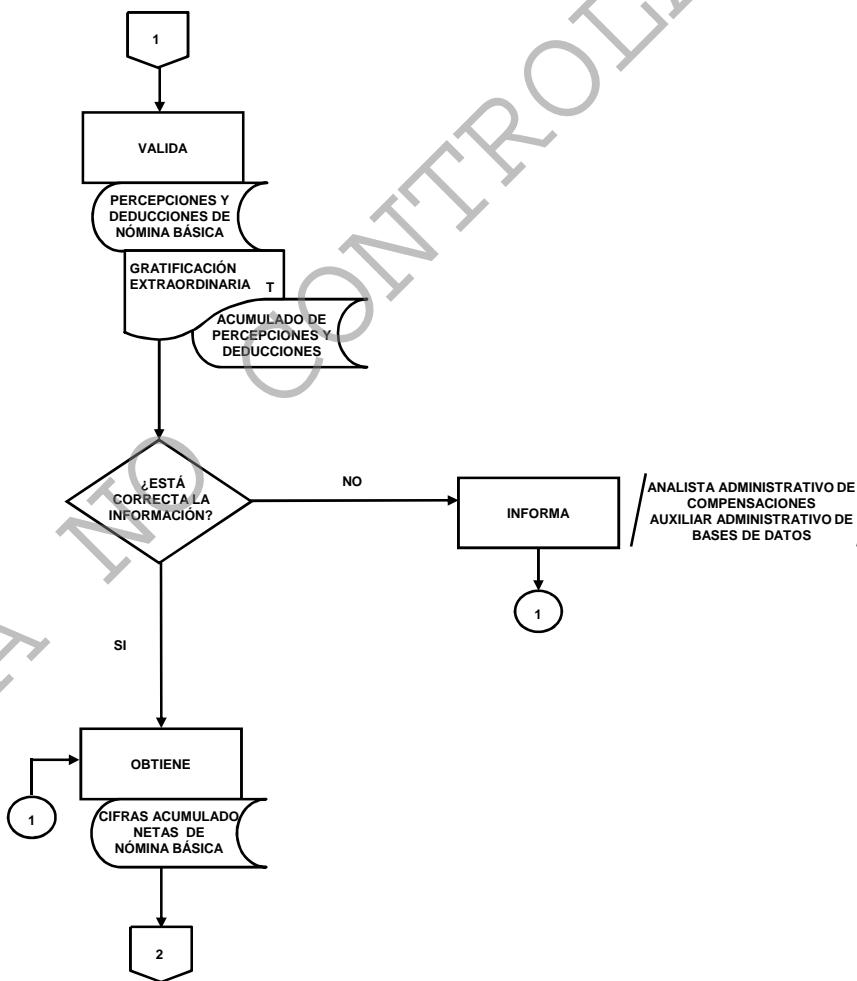 1
VALIDA
PERCEPCIONES Y
DEDUCCIONES DE
NÓMINA BÁSICA
GRATIFICACIÓN
EXTRAORDINARIA T
ACUMULADO DE
PERCEPCIONES Y
DEDUCCIONES
¿ESTÁ
CORRECTA LA
INFORMACIÓN?
NO
INFORMA
ANALISTA ADMINISTRATIVO DE
COMPENSACIONES
AUXILIAR ADMINISTRATIVO DE
BASES DE DATOS
1
SI
OBTIENE
1
CIFRAS ACUMULADO
NETAS DE
NÓMINA BÁSICA
2
A NO CONTROLA